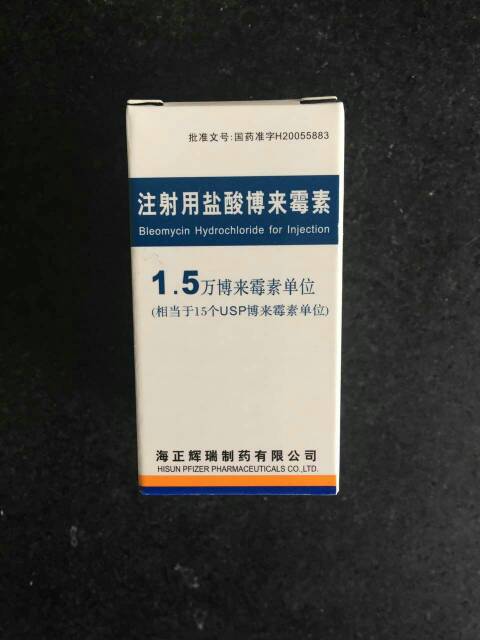 批准文号:国药准字H20055883
注射用盐酸博来霉素
Bleomycin Hydrochloride for Injection
1.5万博来霉素单位
(相当于15个USP博来霉素单位)
海正辉瑞制药有限公司
HISUN PFIZER PHARMACEUTICALS CO.,LTD.